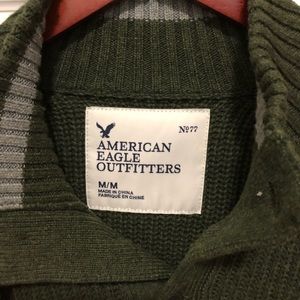 Nº77
AMERICAN
EAGLE
OUTFITTERS
M/M
MADE IN CHINA
FABRIQUÉ EN CHINE